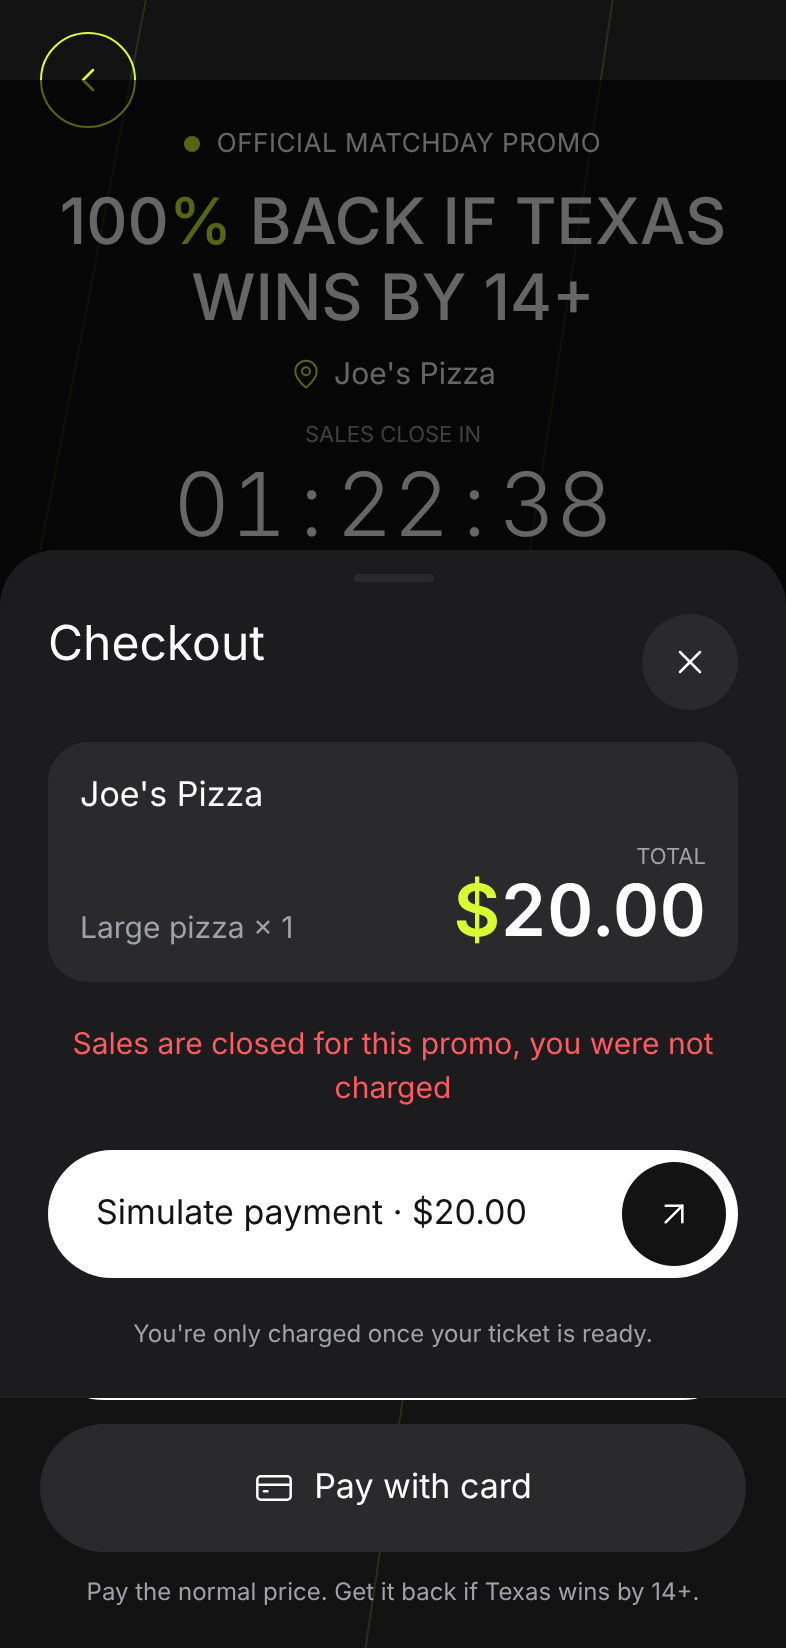 OFFICIAL MATCHDAY PROMO
100% BACK IF TEXAS
WINS BY 14+
Joe's Pizza
SALES CLOSE IN
01:22:38
Checkout
Joe's Pizza
TOTAL
Large pizza × 1
$20.00
Sales are closed for this promo, you were not
charged
Simulate payment · $20.00
You're only charged once your ticket is ready.
Pay with card
Pay the normal price. Get it back if Texas wins by 14+.